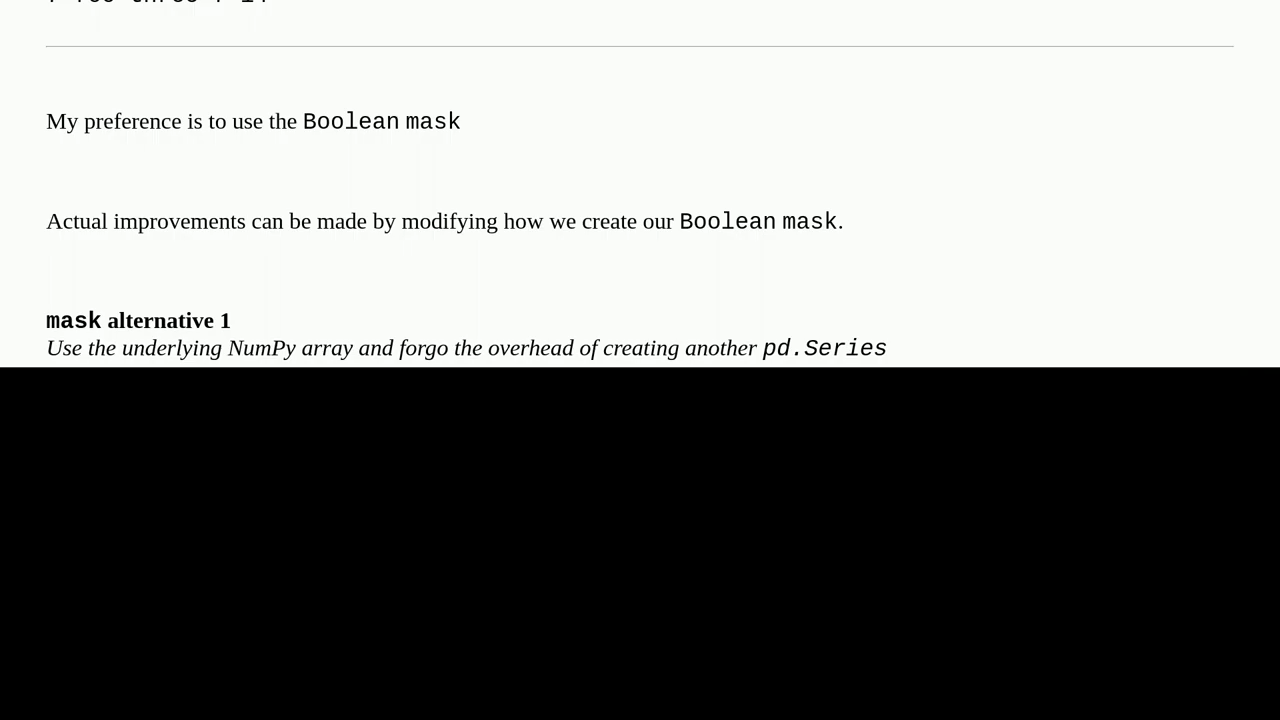 My preference is to use the Boolean mask
Actual improvements can be made by modifying how we create our Boolean mask.
mask alternative 1
Use the underlying NumPy array and forgo the overhead of creating another pd.Series